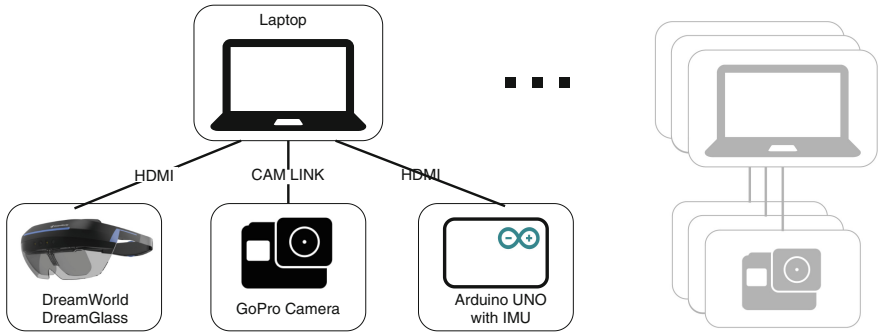 Laptop
HDMI
CAM LINK
HDMI
DreamWorld
DreamGlass
GoPro Camera
Arduino UNO
with IMU